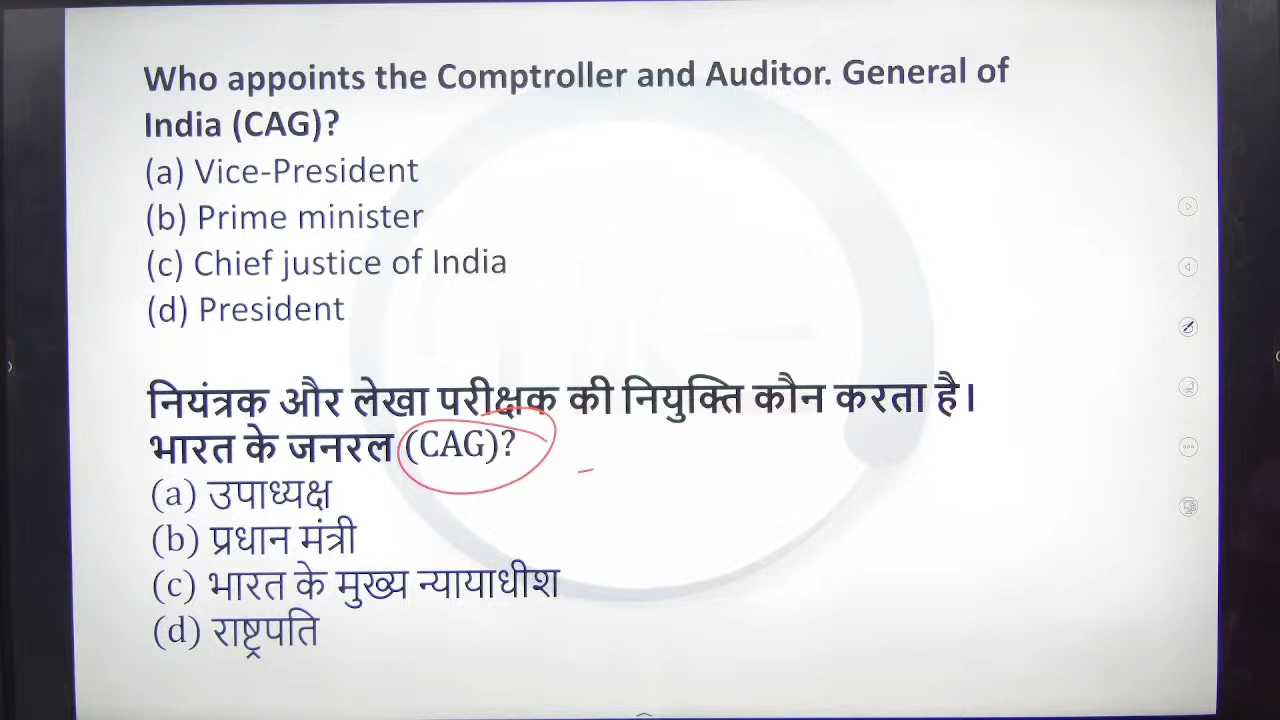 Who appoints the Comptroller and Auditor. General of
India (CAG)?
(a) Vice-President
(b) Prime minister
(c) Chief justice of India
(d) President
नियंत्रक और लेखा परीक्षक की नियुक्ति कौन करता है।
भारत के जनरल (CAG)?
(a) उपाध्यक्ष
(b) प्रधान मंत्री
(c) भारत के मुख्य न्यायाधीश
(d) राष्ट्रपति